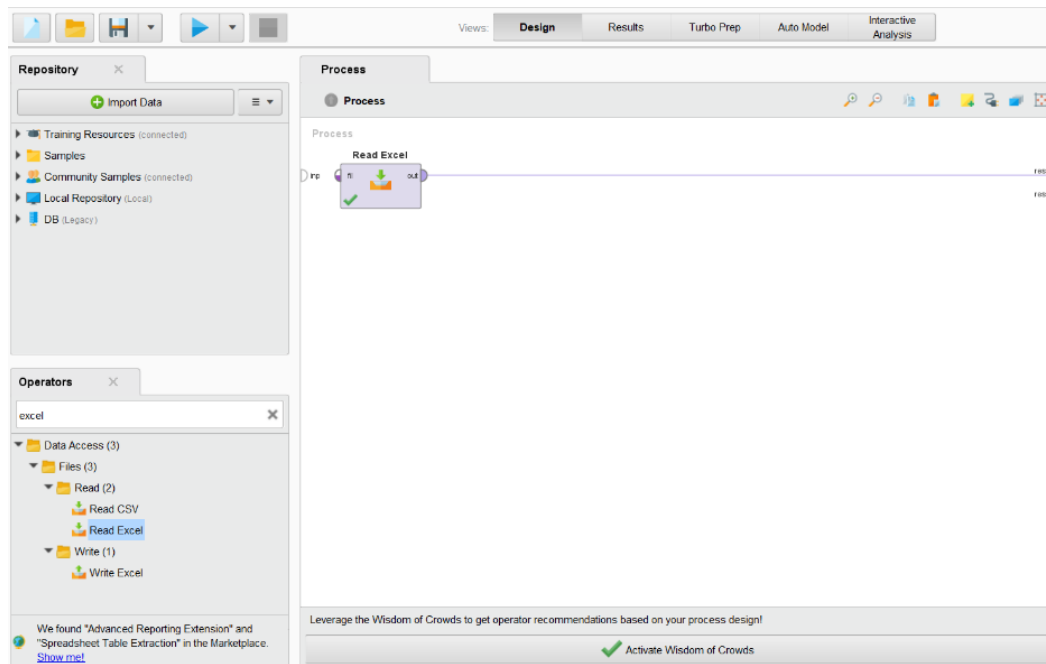 Views:
Design
Results
Turbo Prep
Auto Model
Interactive
Analysis
Repository
Import Data
Training Resources (connected)
Samples
Community Samples (connected)
Local Repository (Local)
DB (Legacy)
Operators
excel
Data Access (3)
Files (3)
Read (2)
Read CSV
Read Excel
Write (1)
Write Excel
We found "Advanced Reporting Extension" and
"Spreadsheet Table Extraction" in the Marketplace.
Show me!
Process
Process
Process
Read Excel
inp
fil
out
res
res
Leverage the Wisdom of Crowds to get operator recommendations based on your process design!
Activate Wisdom of Crowds